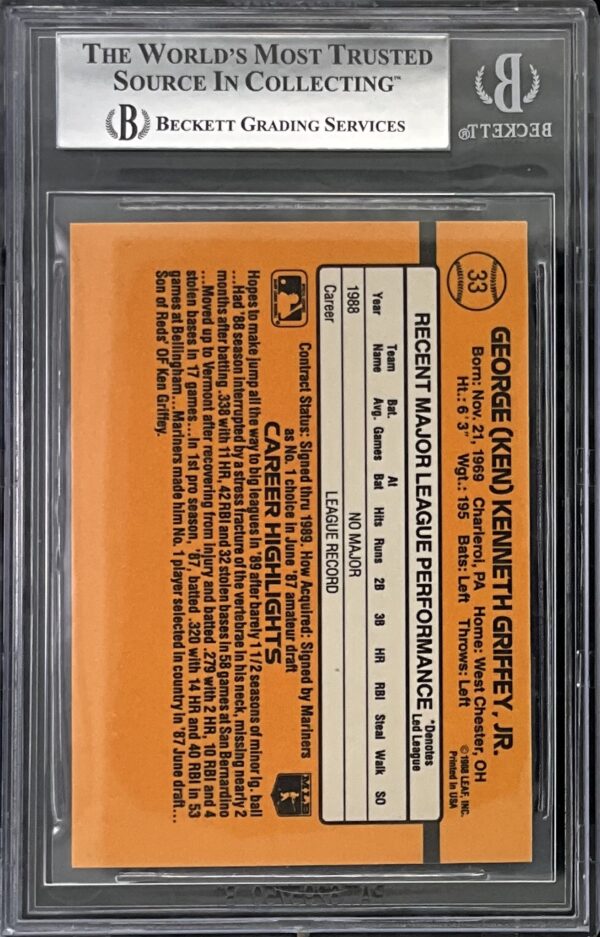 THE WORLD'S MOST TRUSTED
SOURCE IN COLLECTING™
B BECKETT GRADING SERVICES
B
BECKETT®
33
GEORGE (KEN) KENNETH GRIFFEY, JR.
Born: Nov. 21, 1969 Charleroi, PA Home: West Chester, OH
Ht.: 6'3" Wgt.: 195 Bats: Left Throws: Left
© 1988 LEAF, INC.
Printed in USA
RECENT MAJOR LEAGUE PERFORMANCE
*Denotes
Led League
Year Team Name Bat. Avg. Games At Bat Hits Runs 2B 3B HR RBI Steal Walk SO
1988 NO MAJOR
Career LEAGUE RECORD
Contract Status: Signed thru 1989. How Acquired: Signed by Mariners
as No. 1 choice in June '87 amateur draft
CAREER HIGHLIGHTS
Hopes to make jump all the way to big leagues in '89 after barely 1 1/2 seasons of minor lg. ball
...Had '88 season interrupted by a stress fracture of the vertebrae in his neck, missing nearly 2
months after batting .338 with 11 HR, 42 RBI and 32 stolen bases in 58 games at San Bernardino
...Moved up to Vermont after recovering from injury and batted .279 with 2 HR, 10 RBI and 4
stolen bases in 17 games...In 1st pro season, '87, batted .320 with 14 HR and 40 RBI in 53
games at Bellingham...Mariners made him No. 1 player selected in country in '87 June draft...
Son of Reds' OF Ken Griffey.